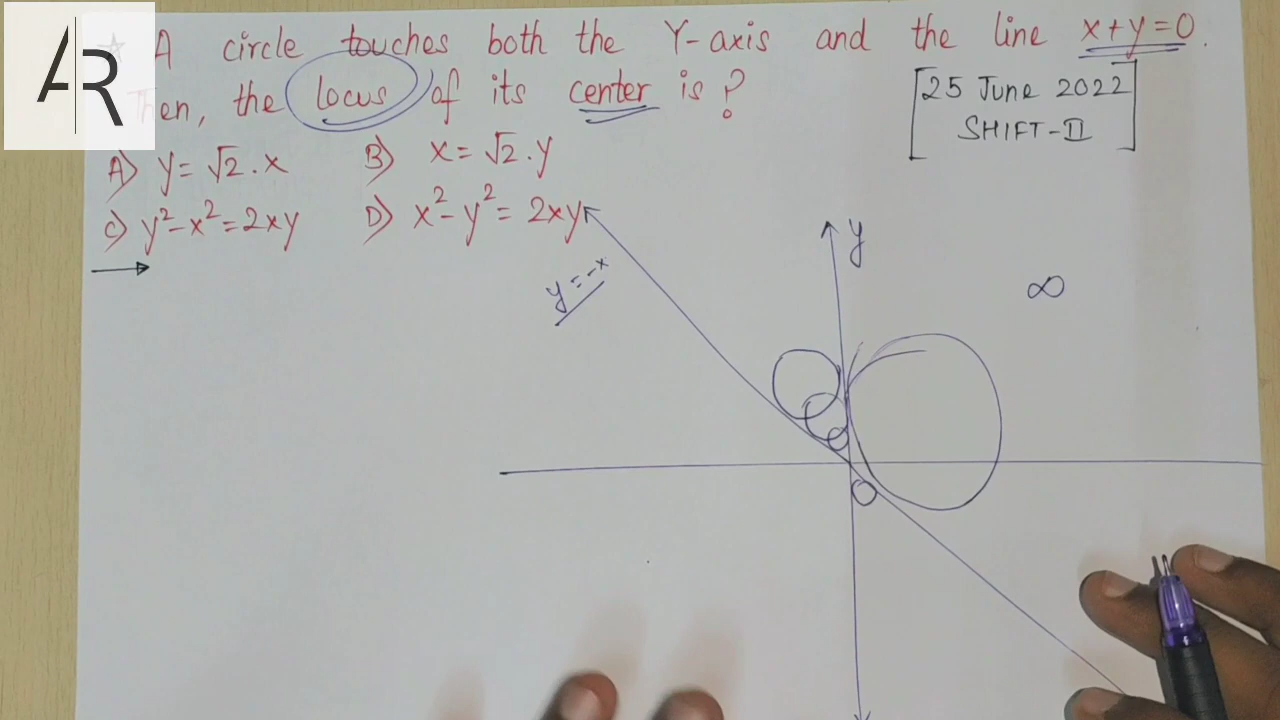 AR
A circle touches both the Y-axis and the line x+y=0.
Then, the locus of its center is ?
[25 June 2022
SHIFT-II]
A) y= √2.x B) x= √2.y
C) y²-x²=2xy D) x²-y²= 2xy
y=-x
y
∞